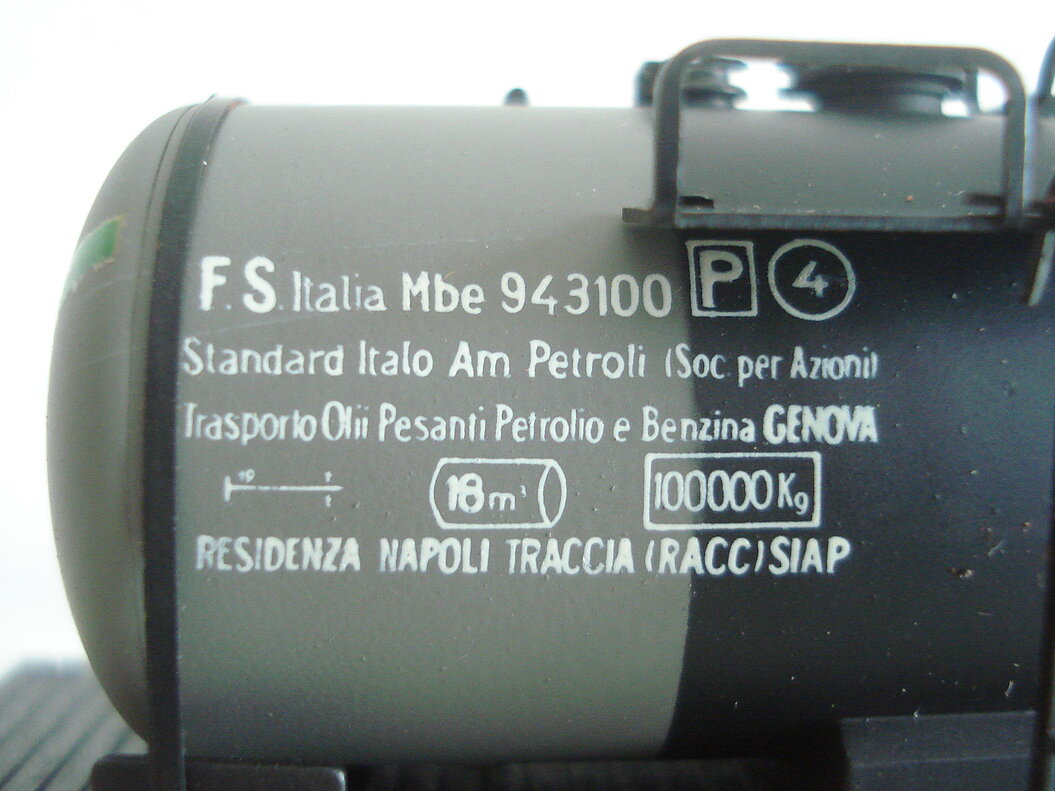 F.S. Italia Mbe 943100 P 4
Standard Italo Am Petroli (Soc. per Azioni)
Trasporto Olii Pesanti Petrolio e Benzina GENOVA
18m³ 100000Kg
RESIDENZA NAPOLI TRACCIA (RACC) SIAP